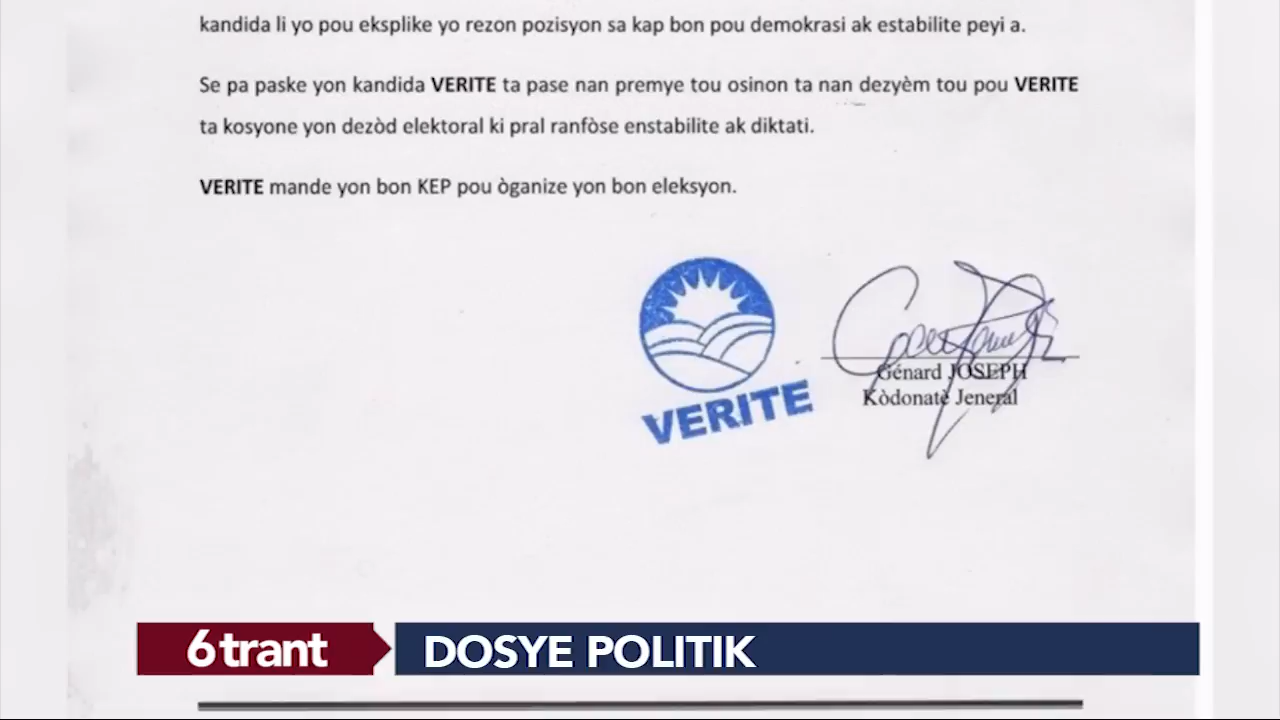 kandida li yo pou eksplike yo rezon pozisyon sa kap bon pou demokrasi ak estabilite peyi a.
Se pa paske yon kandida VERITE ta pase nan premye tou osinon ta nan dezyèm tou pou VERITE
ta kosyone yon dezòd elektoral ki pral ranfòse enstabilite ak diktati.
VERITE mande yon bon KEP pou òganize yon bon eleksyon.
VERITE
Génard JOSEPH
Kòdonatè Jeneral
6 trant
DOSYE POLITIK